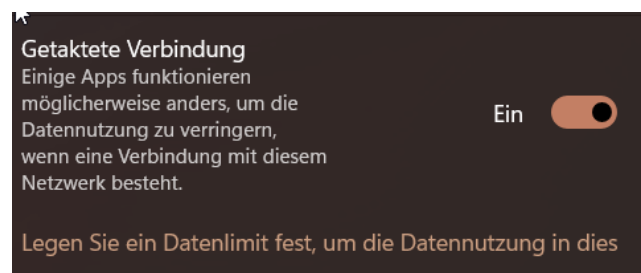 Getaktete Verbindung
Einige Apps funktionieren
möglicherweise anders, um die
Datennutzung zu verringern,
wenn eine Verbindung mit diesem
Netzwerk besteht.
Ein
Legen Sie ein Datenlimit fest, um die Datennutzung in dies